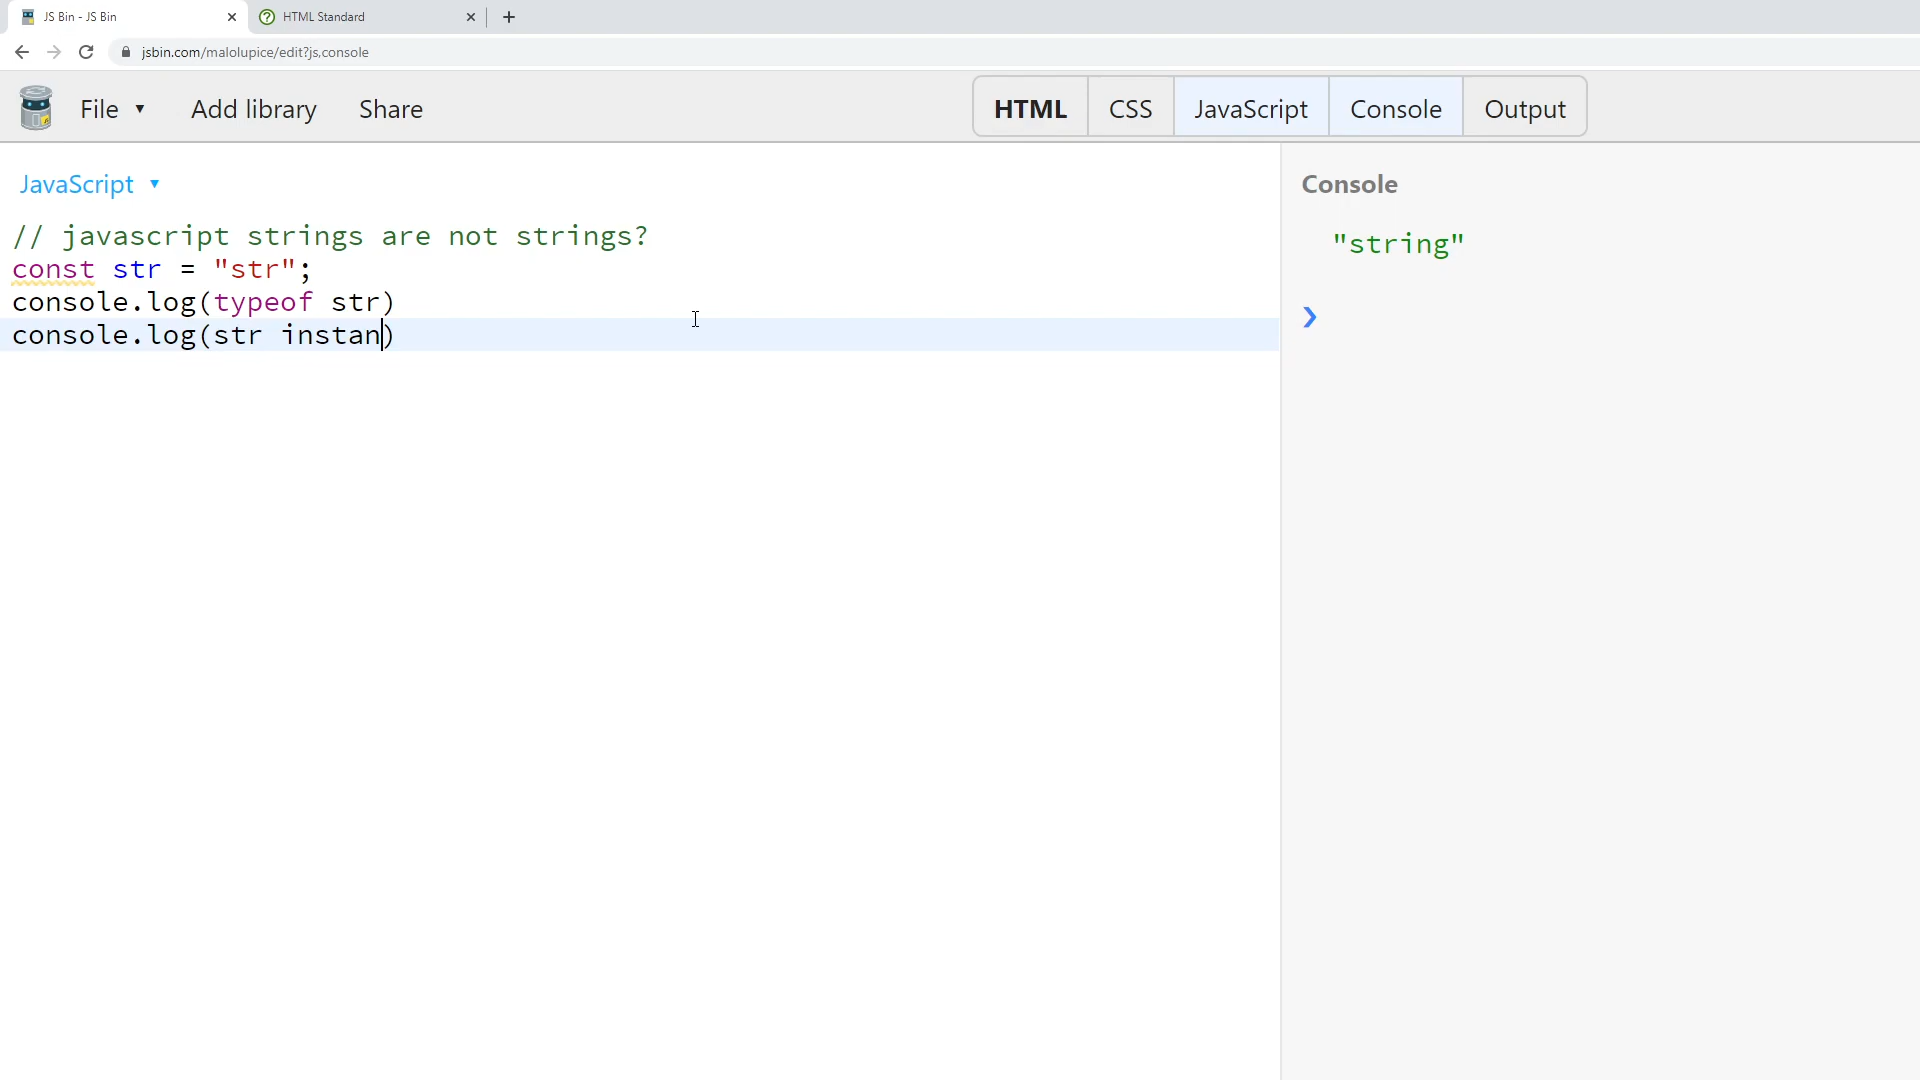 JS Bin - JS Bin
HTML Standard
jsbin.com/malolupice/edit?js,console
File
Add library
Share
HTML
CSS
JavaScript
Console
Output
JavaScript
// javascript strings are not strings?
const str = "str";
console.log(typeof str)
console.log(str instan)
Console
"string"